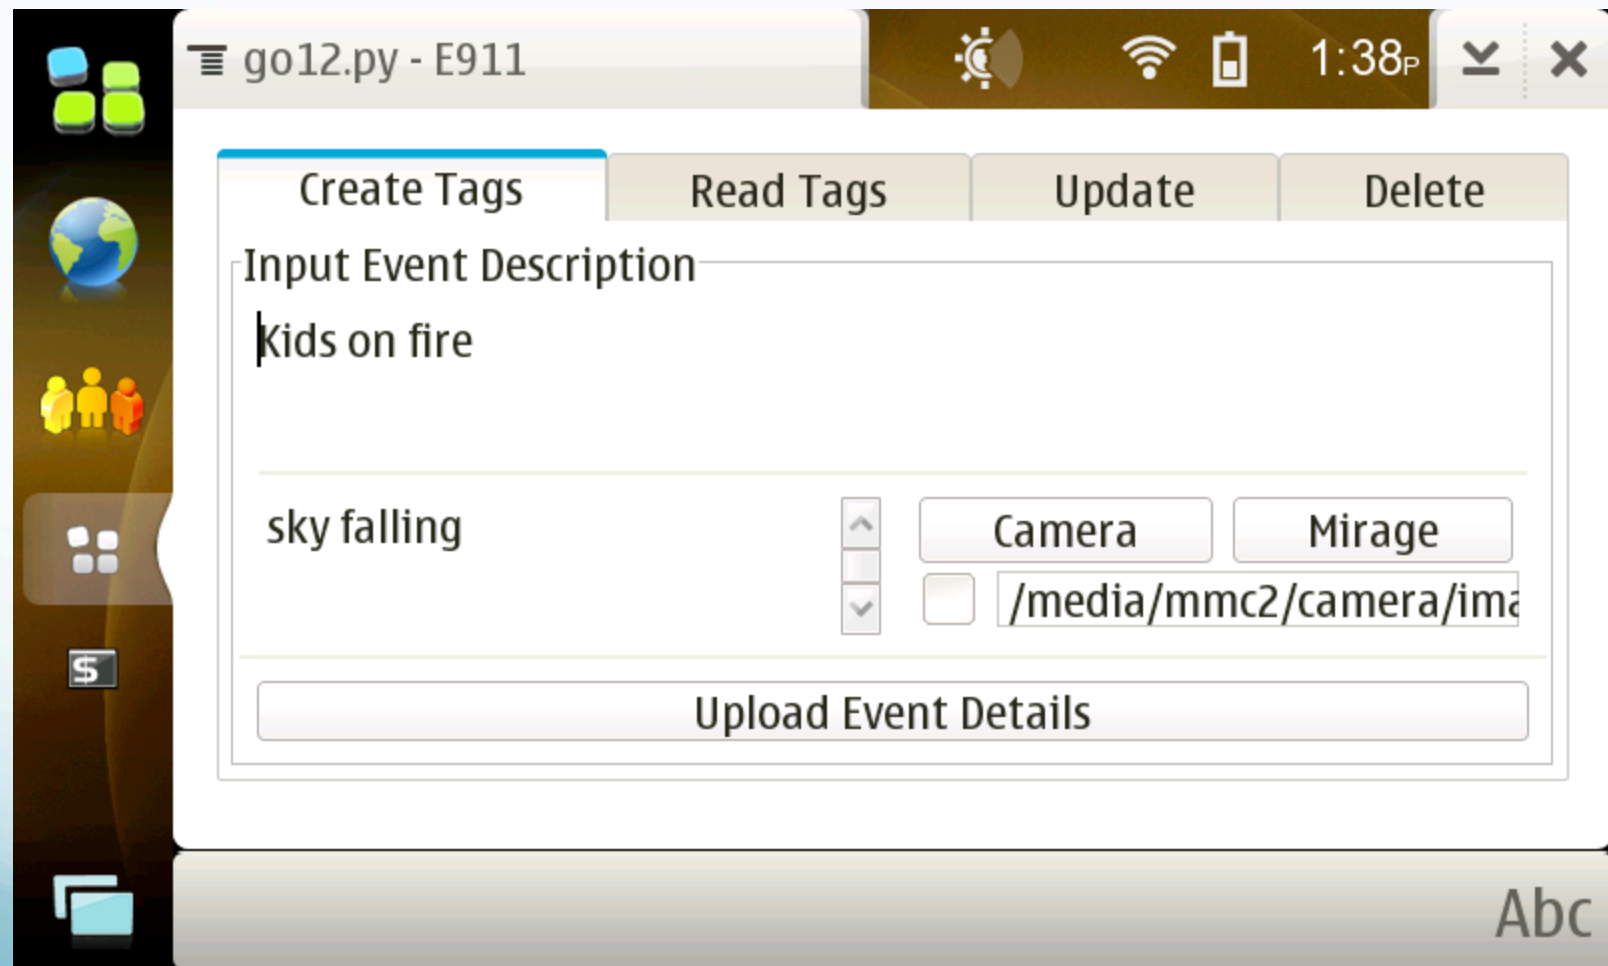 go12.py - E911
1:38P
Create Tags
Read Tags
Update
Delete
Input Event Description
Kids on fire
sky falling
Camera
Mirage
/media/mmc2/camera/ima
$
Upload Event Details
Abc